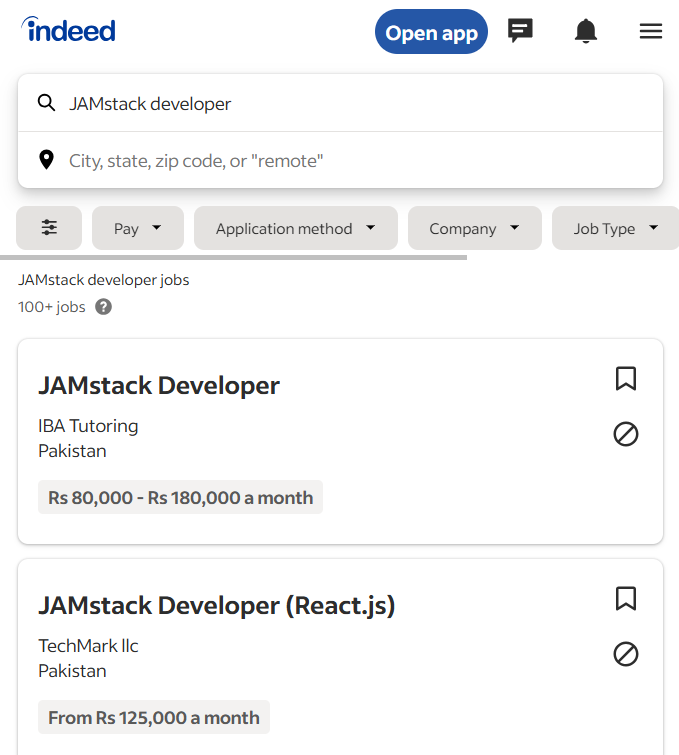 indeed
Open app
JAMstack developer
City, state, zip code, or "remote"
Pay
Application method
Company
Job Type
JAMstack developer jobs
100+ jobs ?
JAMstack Developer
IBA Tutoring
Pakistan
Rs 80,000 - Rs 180,000 a month
JAMstack Developer (React.js)
TechMark llc
Pakistan
From Rs 125,000 a month